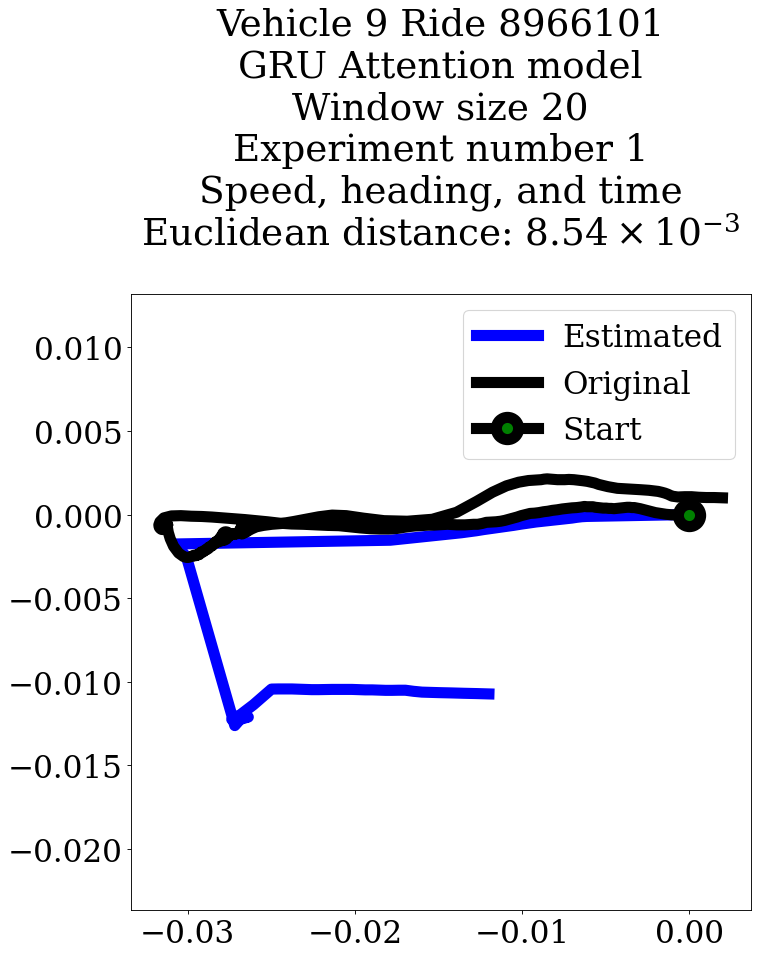 Vehicle 9 Ride 8966101
GRU Attention model
Window size 20
Experiment number 1
Speed, heading, and time
Euclidean distance: 8.54 × 10⁻³
Estimated
Original
Start
0.010
0.005
0.000
−0.005
−0.010
−0.015
−0.020
−0.03 −0.02 −0.01 0.00